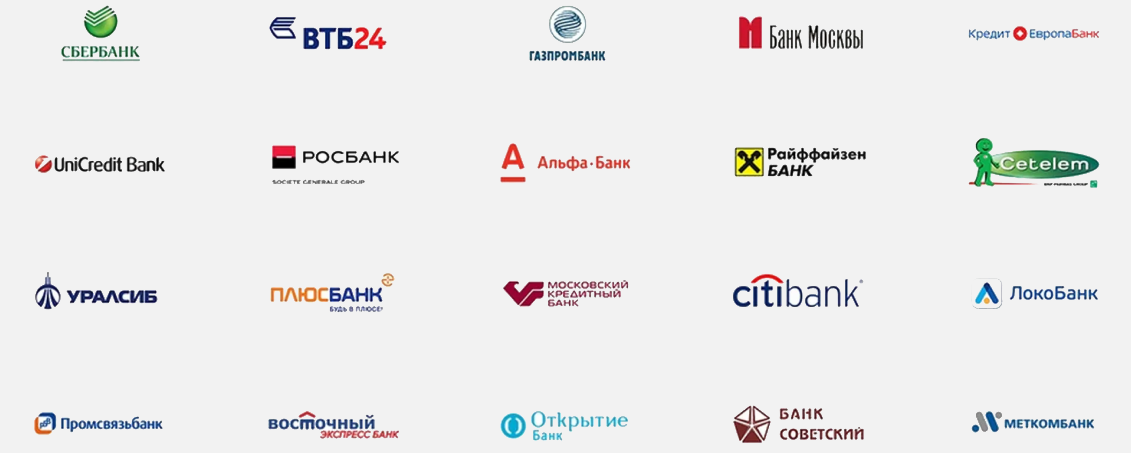 СБЕРБАНК
ВТБ24
ГАЗПРОМБАНК
Банк Москвы
Кредит ЕвропаБанк
UniCredit Bank
РОСБАНК
SOCIETE GENERALE GROUP
Альфа·Банк
Райффайзен
БАНК
Cetelem
BNP PARIBAS GROUP
УРАЛСИБ
ПЛЮСБАНК
БУДЬ В ПЛЮСЕ!
МОСКОВСКИЙ
КРЕДИТНЫЙ
БАНК
citibank®
ЛокоБанк
PSB Промсвязьбанк
ВОСТОЧНЫЙ
ЭКСПРЕСС БАНК
Открытие
Банк
БАНК
СОВЕТСКИЙ
МЕТКОМБАНК